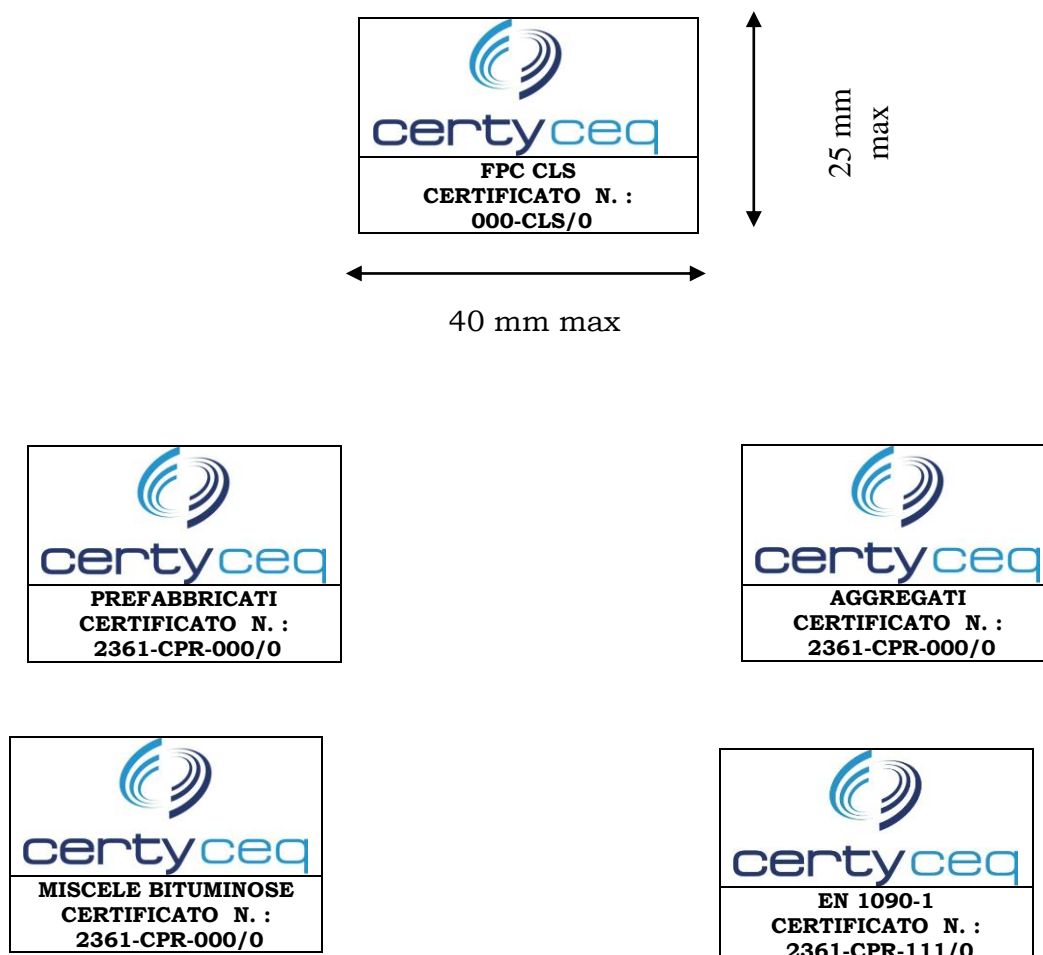 certyceq
FPC CLS
CERTIFICATO N. :
000-CLS/0
25 mm
max
40 mm max
certyceq
PREFABBRICATI
CERTIFICATO N. :
2361-CPR-000/0
certyceq
AGGREGATI
CERTIFICATO N. :
2361-CPR-000/0
certyceq
MISCELE BITUMINOSE
CERTIFICATO N. :
2361-CPR-000/0
certyceq
EN 1090-1
CERTIFICATO N. :
2361-CPR-111/0